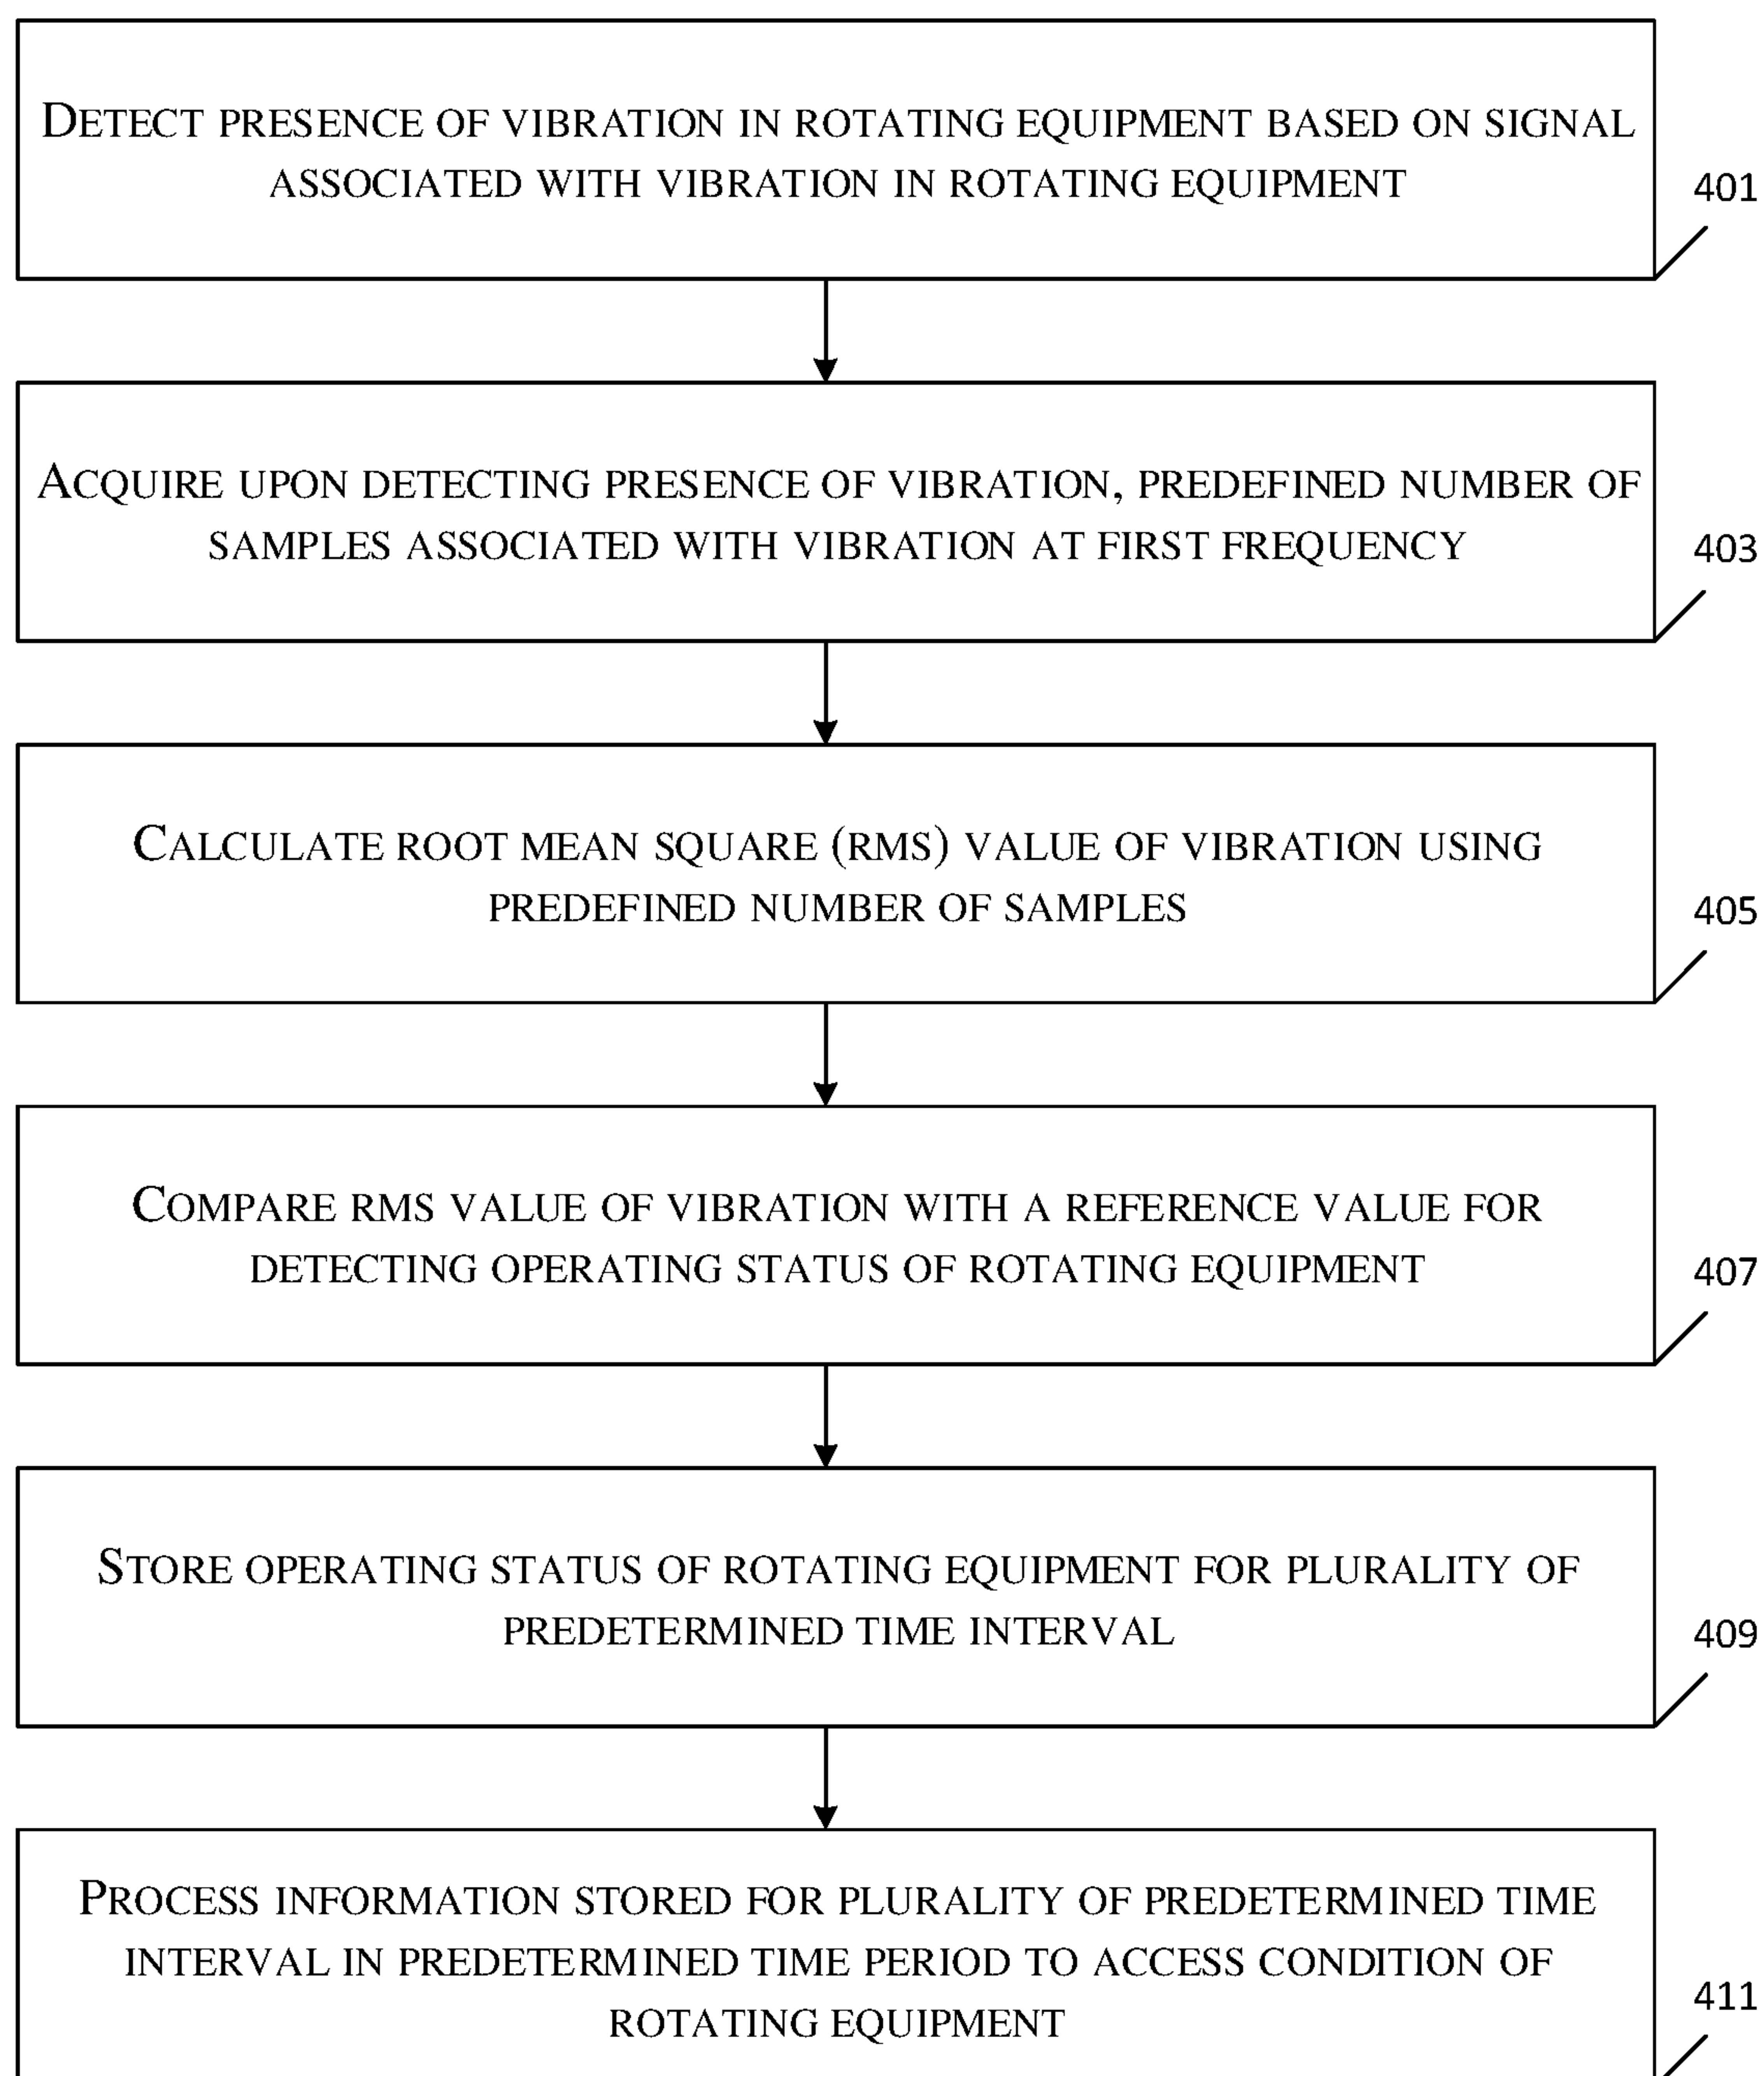 DETECT PRESENCE OF VIBRATION IN ROTATING EQUIPMENT BASED ON SIGNAL
ASSOCIATED WITH VIBRATION IN ROTATING EQUIPMENT
401
ACQUIRE UPON DETECTING PRESENCE OF VIBRATION, PREDEFINED NUMBER OF
SAMPLES ASSOCIATED WITH VIBRATION AT FIRST FREQUENCY
403
CALCULATE ROOT MEAN SQUARE (RMS) VALUE OF VIBRATION USING
PREDEFINED NUMBER OF SAMPLES
405
COMPARE RMS VALUE OF VIBRATION WITH A REFERENCE VALUE FOR
DETECTING OPERATING STATUS OF ROTATING EQUIPMENT
407
STORE OPERATING STATUS OF ROTATING EQUIPMENT FOR PLURALITY OF
PREDETERMINED TIME INTERVAL
409
PROCESS INFORMATION STORED FOR PLURALITY OF PREDETERMINED TIME
INTERVAL IN PREDETERMINED TIME PERIOD TO ACCESS CONDITION OF
ROTATING EQUIPMENT
411